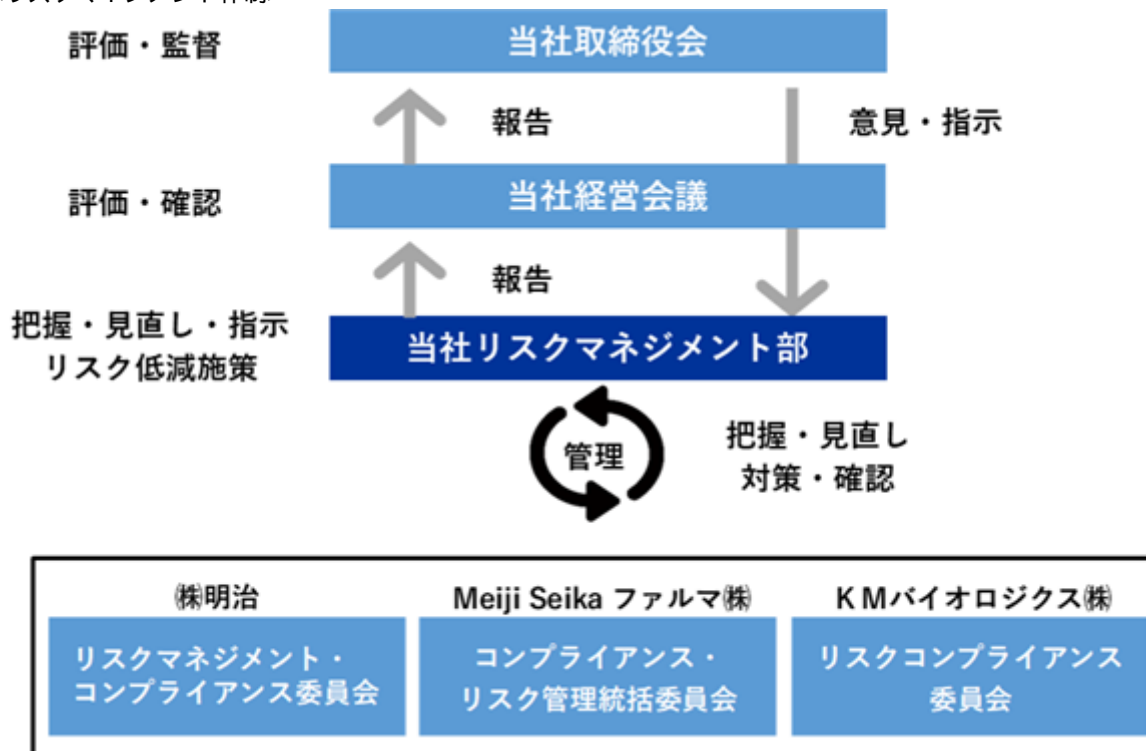 評価・監督
当社取締役会
報告
意見・指示
評価・確認
当社経営会議
報告
把握・見直し・指示
リスク低減施策
当社リスクマネジメント部
管理
把握・見直し
対策・確認
㈱明治
Meiji Seika ファルマ㈱
ＫＭバイオロジクス㈱
リスクマネジメント・
コンプライアンス委員会
コンプライアンス・
リスク管理統括委員会
リスクコンプライアンス
委員会